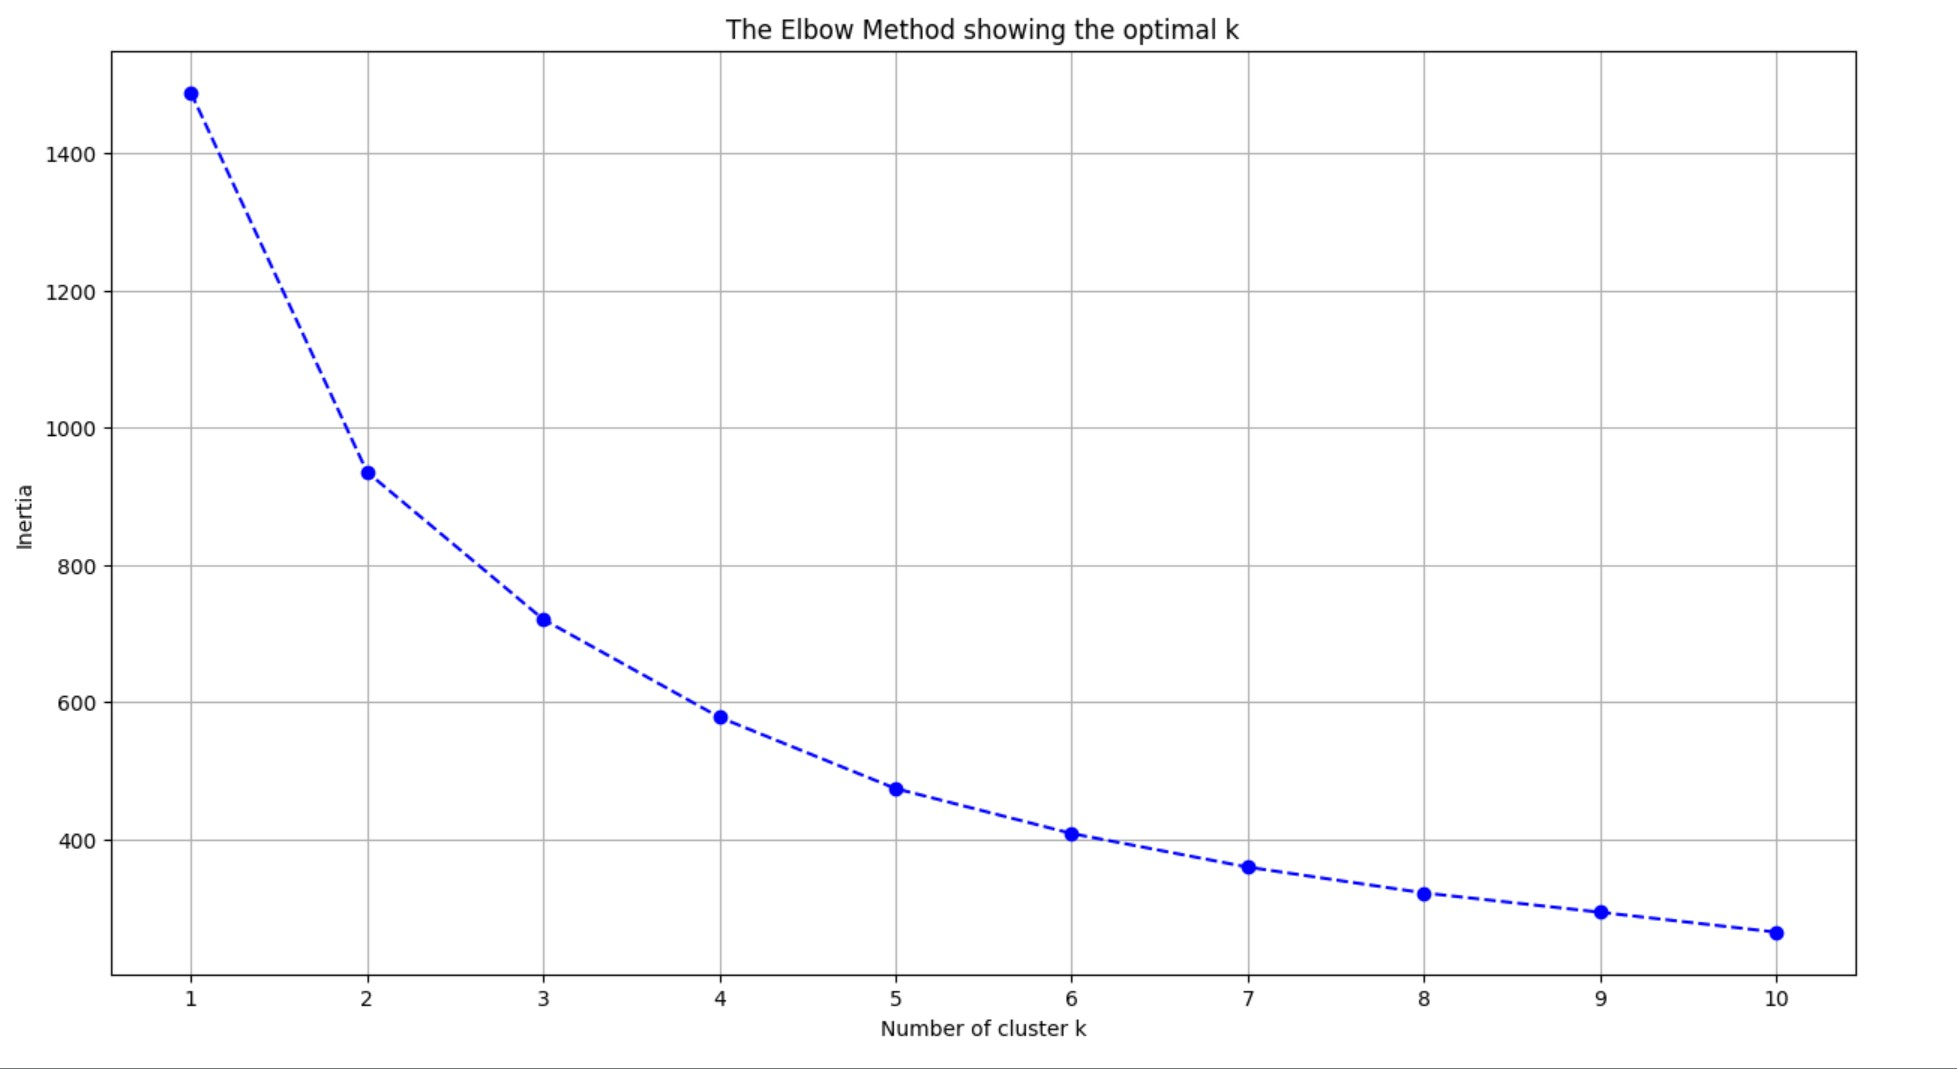 The Elbow Method showing the optimal k
1400
1200
1000
800
600
400
Inertia
1 2 3 4 5 6 7 8 9 10
Number of cluster k